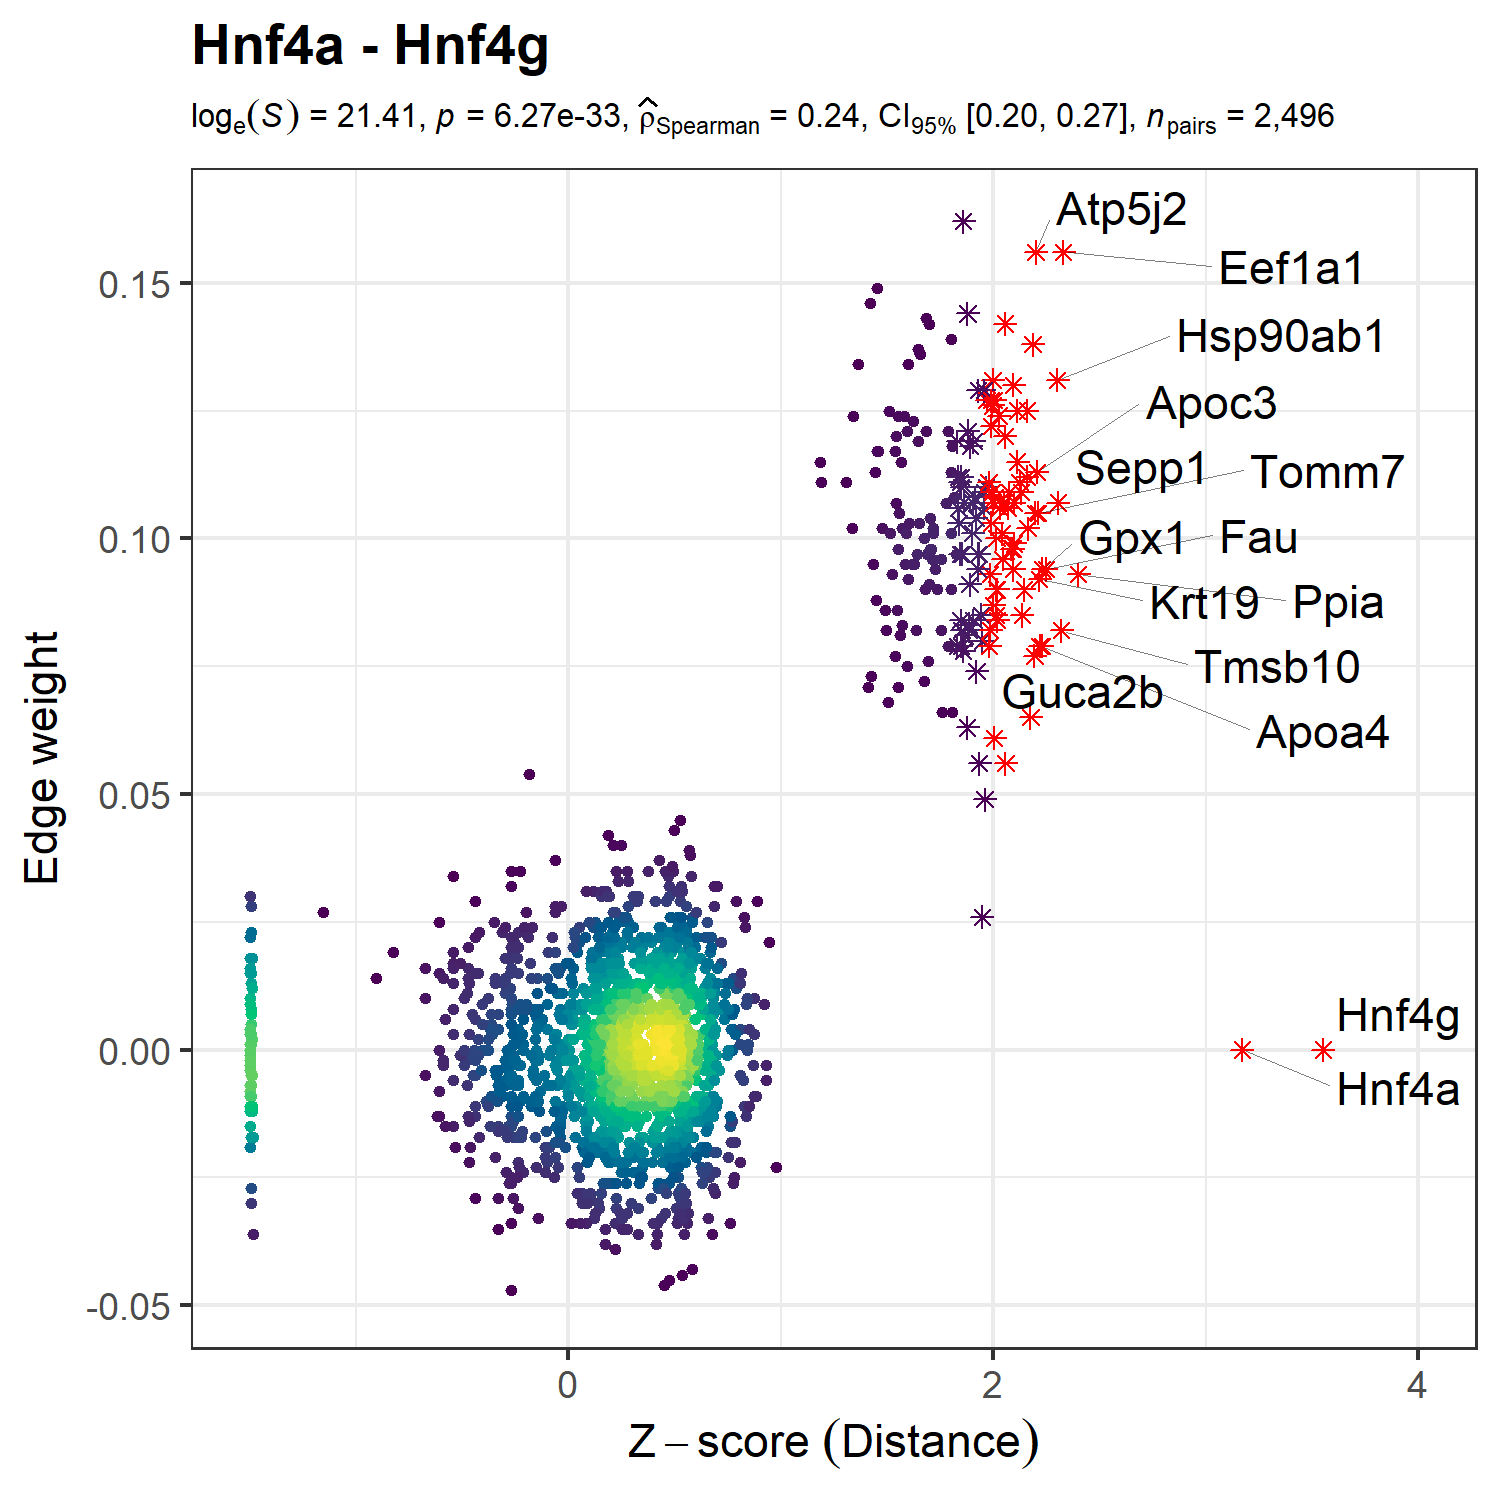 Hnf4a - Hnf4g
logₑ(S) = 21.41, p = 6.27e-33, ρ̂Spearman = 0.24, CI95% [0.20, 0.27], npairs = 2,496
Atp5j2
Eef1a1
Hsp90ab1
Apoc3
Sepp1
Tomm7
Gpx1
Fau
Krt19
Ppia
Tmsb10
Guca2b
Apoa4
Hnf4g
Hnf4a
0.15
0.10
0.05
0.00
-0.05
Edge weight
0
2
4
Z – score (Distance)